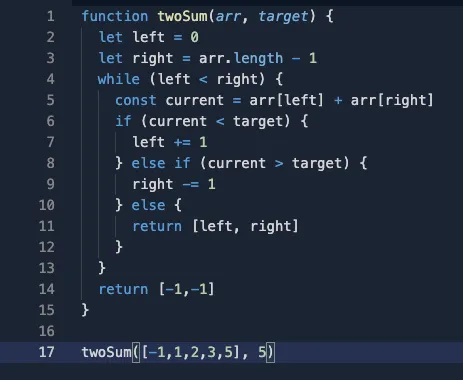 1 function twoSum(arr, target) {
2 let left = 0
3 let right = arr.length - 1
4 while (left < right) {
5 const current = arr[left] + arr[right]
6 if (current < target) {
7 left += 1
8 } else if (current > target) {
9 right -= 1
10 } else {
11 return [left, right]
12 }
13 }
14 return [-1,-1]
15 }
16
17 twoSum([-1,1,2,3,5], 5)